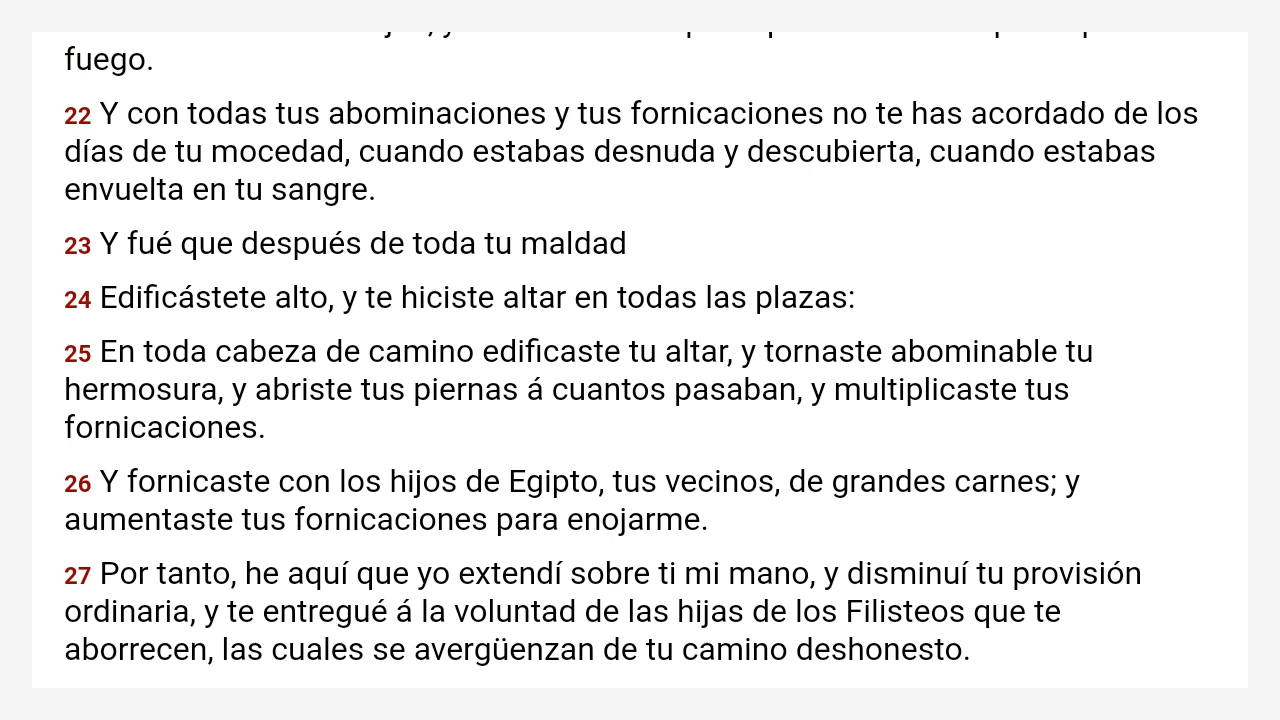 fuego.
22 Y con todas tus abominaciones y tus fornicaciones no te has acordado de los
días de tu mocedad, cuando estabas desnuda y descubierta, cuando estabas
envuelta en tu sangre.
23 Y fué que después de toda tu maldad
24 Edificástete alto, y te hiciste altar en todas las plazas:
25 En toda cabeza de camino edificaste tu altar, y tornaste abominable tu
hermosura, y abriste tus piernas á cuantos pasaban, y multiplicaste tus
fornicaciones.
26 Y fornicaste con los hijos de Egipto, tus vecinos, de grandes carnes; y
aumentaste tus fornicaciones para enojarme.
27 Por tanto, he aquí que yo extendí sobre ti mi mano, y disminuí tu provisión
ordinaria, y te entregué á la voluntad de las hijas de los Filisteos que te
aborrecen, las cuales se avergüenzan de tu camino deshonesto.